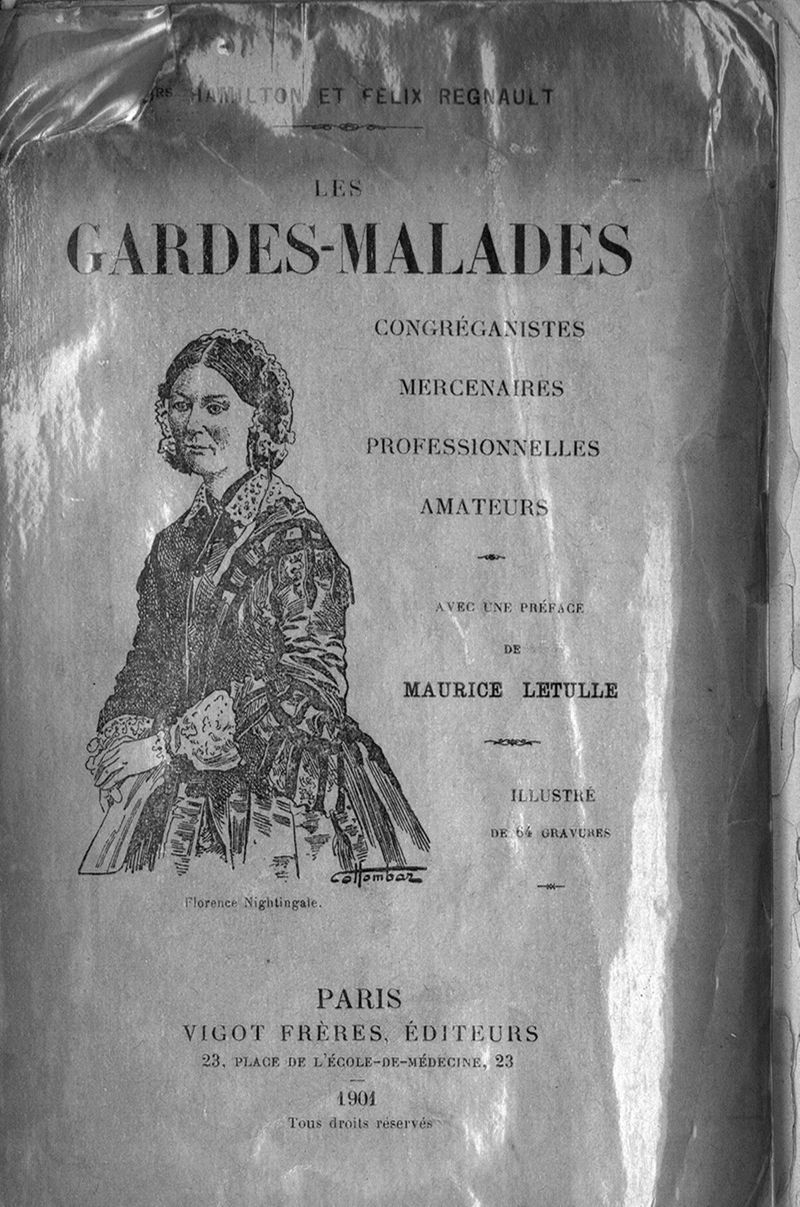 Drs HAMILTON ET FÉLIX REGNAULT
LES
GARDES-MALADES
CONGRÉGANISTES
MERCENAIRES
PROFESSIONNELLES
AMATEURS
AVEC UNE PRÉFACE
DE
MAURICE LETULLE
ILLUSTRÉ
DE 64 GRAVURES
Collombar
Florence Nightingale.
PARIS
VIGOT FRÈRES, ÉDITEURS
23, PLACE DE L'ÉCOLE-DE-MÉDECINE, 23
1901
Tous droits réservés